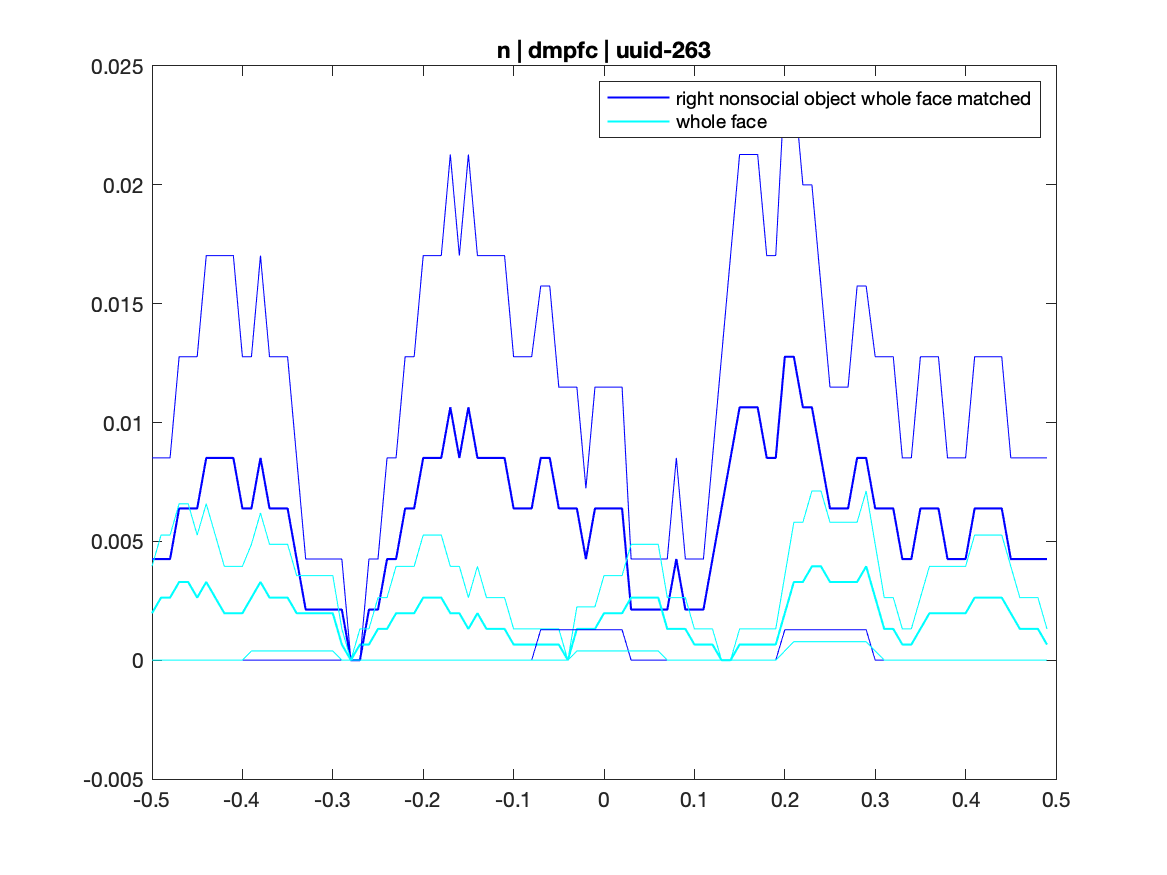 n | dmpfc | uuid-263
right nonsocial object whole face matched
whole face
0.025
0.02
0.015
0.01
0.005
0
-0.005
-0.5 -0.4 -0.3 -0.2 -0.1 0 0.1 0.2 0.3 0.4 0.5